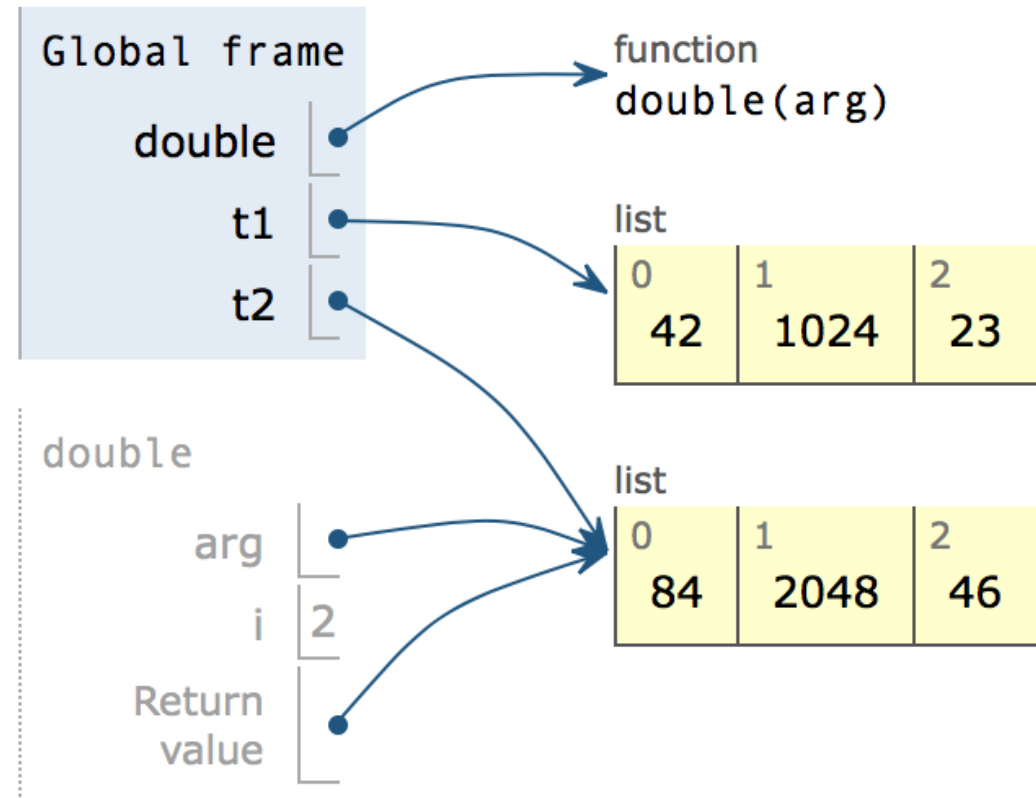 Global frame
double
t1
t2
function
double(arg)
list
0 1 2
42 1024 23
double
arg
i 2
Return
value
list
0 1 2
84 2048 46